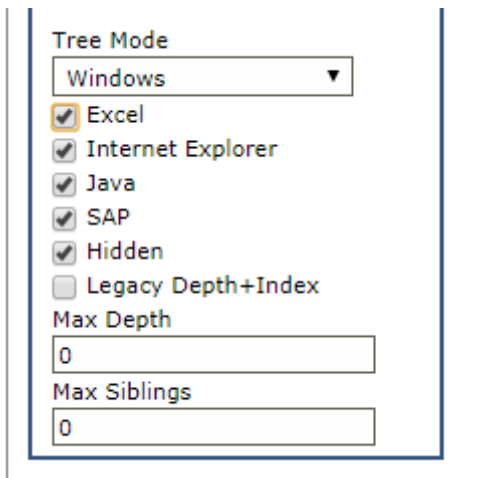 Tree Mode
Windows
Excel
Internet Explorer
Java
SAP
Hidden
Legacy Depth+Index
Max Depth
0
Max Siblings
0